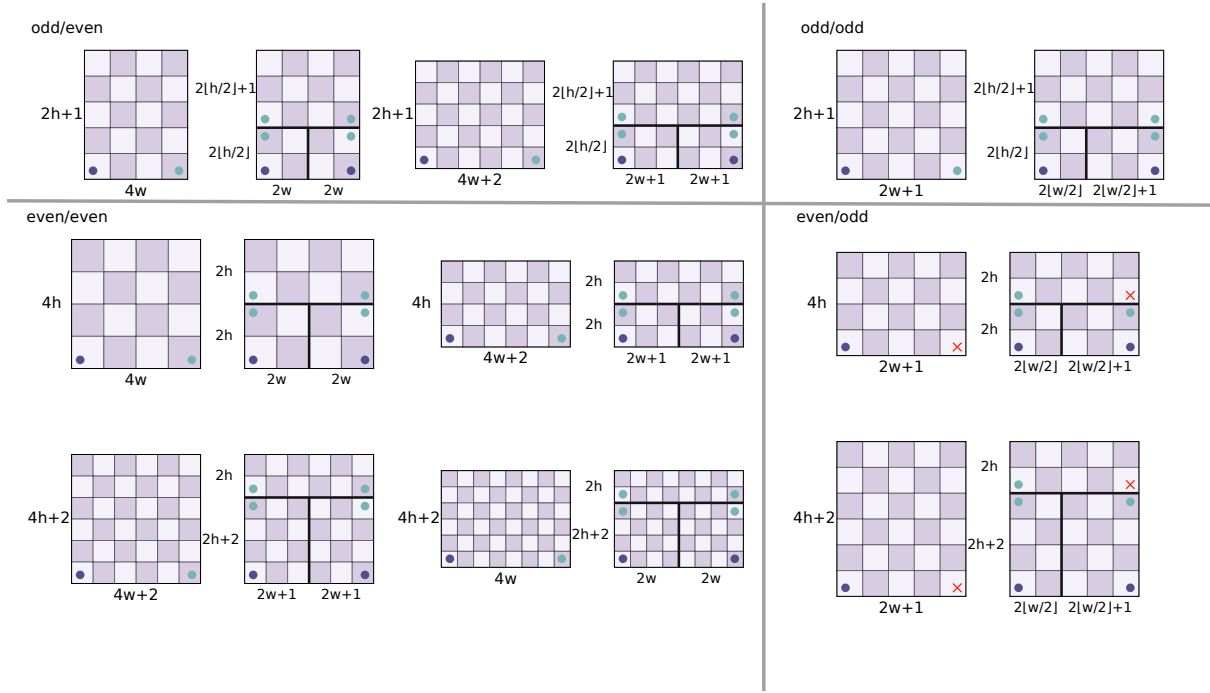 odd/even
2h+1
4w
2⌊h/2⌋+1
2⌊h/2⌋
2w 2w
2h+1
4w+2
2⌊h/2⌋+1
2⌊h/2⌋
2w+1 2w+1
odd/odd
2h+1
2w+1
2⌊h/2⌋+1
2⌊h/2⌋
2⌊w/2⌋ 2⌊w/2⌋+1
even/even
4h
4w
2h
2h
2w 2w
4h
4w+2
2h
2h
2w+1 2w+1
4h+2
4w+2
2h
2h+2
2w+1 2w+1
4h+2
4w
2h
2h+2
2w 2w
even/odd
4h
2w+1
2h
2h
2⌊w/2⌋ 2⌊w/2⌋+1
4h+2
2w+1
2h
2h+2
2⌊w/2⌋ 2⌊w/2⌋+1